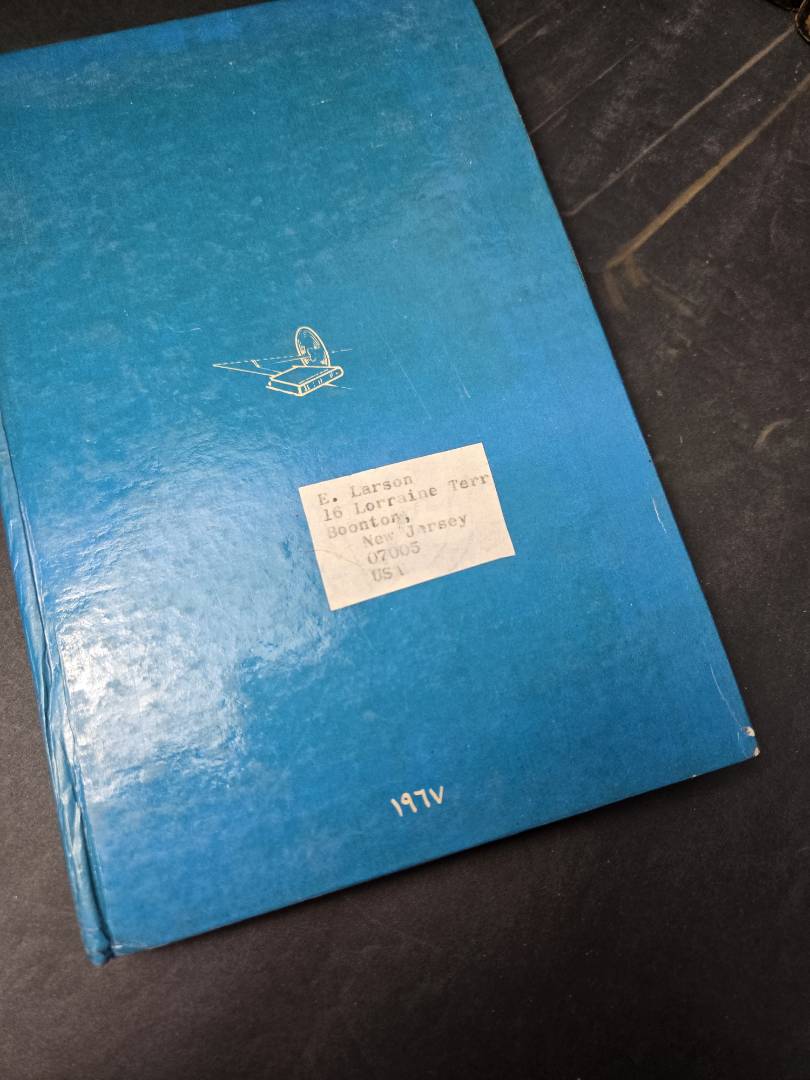 E. Larson
16 Lorraine Terr
Boonton,
New Jersey
07005
USA
١٩٦٧